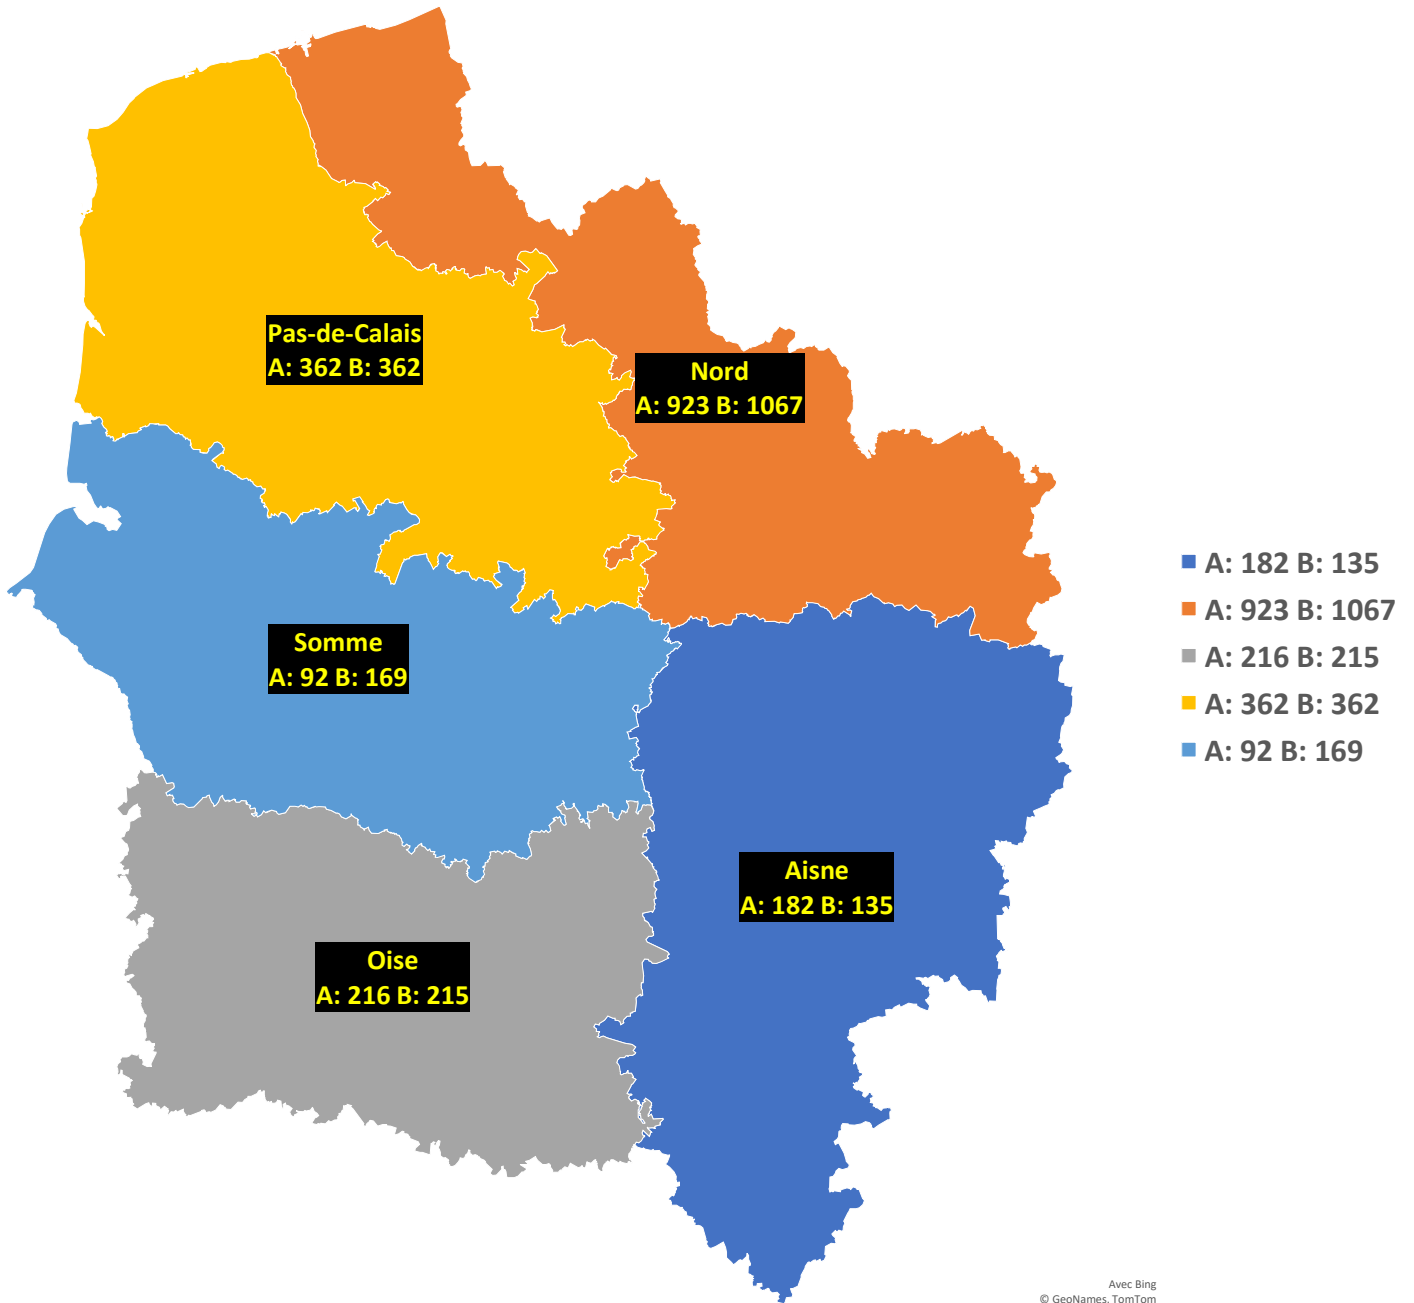 Pas-de-Calais
A: 362 B: 362
Nord
A: 923 B: 1067
Somme
A: 92 B: 169
Aisne
A: 182 B: 135
Oise
A: 216 B: 215
A: 182 B: 135
A: 923 B: 1067
A: 216 B: 215
A: 362 B: 362
A: 92 B: 169
Avec Bing
© GeoNames, TomTom